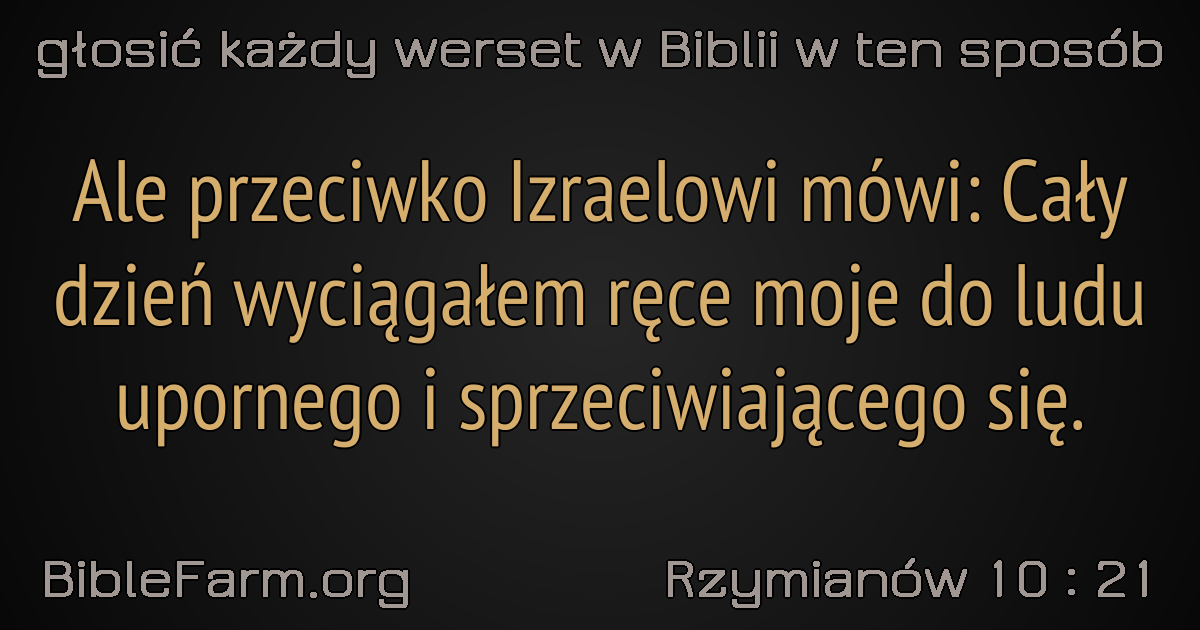 głosić każdy werset w Biblii w ten sposób
Ale przeciwko Izraelowi mówi: Cały
dzień wyciągałem ręce moje do ludu
upornego i sprzeciwiającego się.
BibleFarm.org
Rzymianów 10 : 21